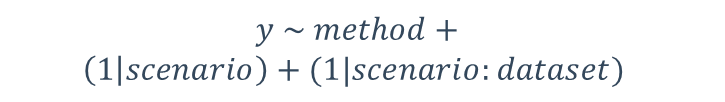 y ~ method +
(1|scenario) + (1|scenario: dataset)